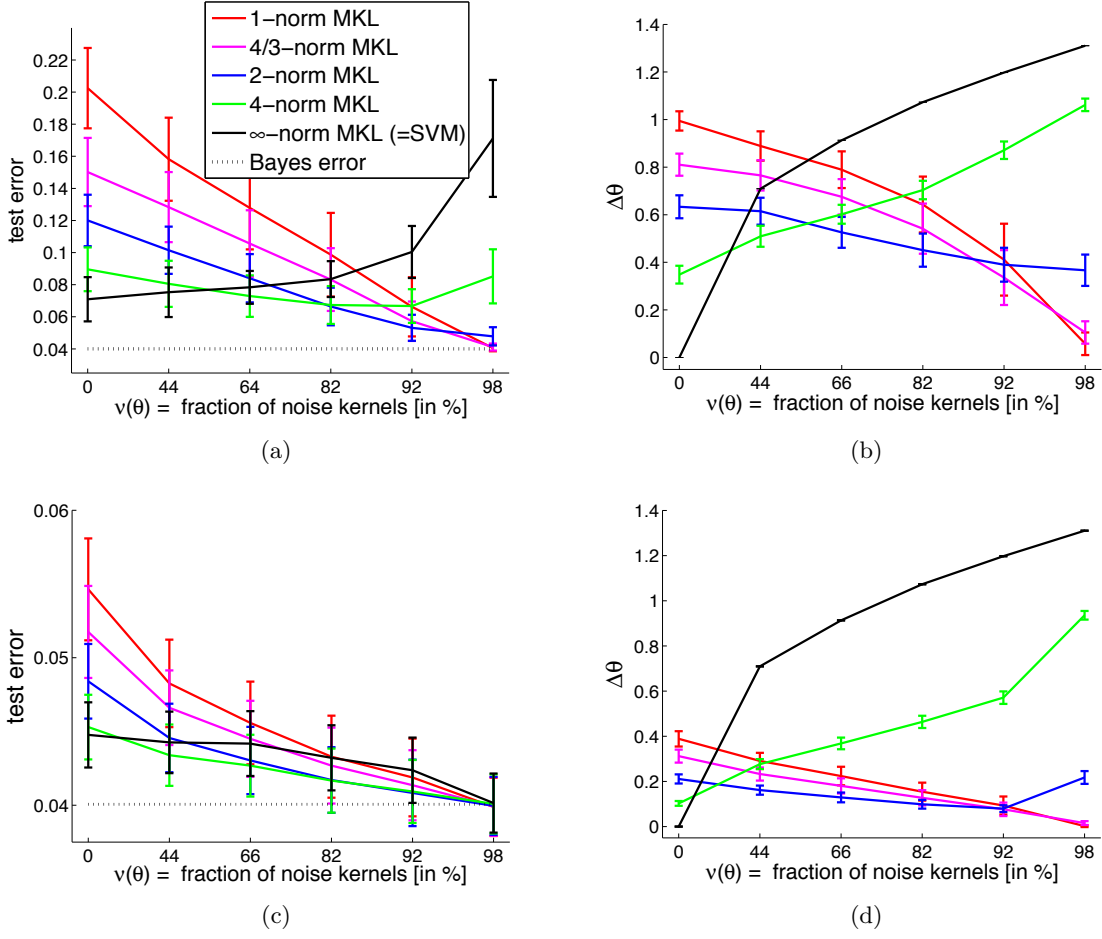 1−norm MKL
4/3−norm MKL
2−norm MKL
4−norm MKL
∞−norm MKL (=SVM)
Bayes error
test error
0.22
0.2
0.18
0.16
0.14
0.12
0.1
0.08
0.06
0.04
0 44 64 82 92 98
ν(θ) = fraction of noise kernels [in %]
(a)
Δθ
1.4
1.2
1
0.8
0.6
0.4
0.2
0
0 44 66 82 92 98
ν(θ) = fraction of noise kernels [in %]
(b)
test error
0.06
0.05
0.04
0 44 66 82 92 98
ν(θ) = fraction of noise kernels [in %]
(c)
Δθ
1.4
1.2
1
0.8
0.6
0.4
0.2
0
0 44 66 82 92 98
ν(θ) = fraction of noise kernels [in %]
(d)